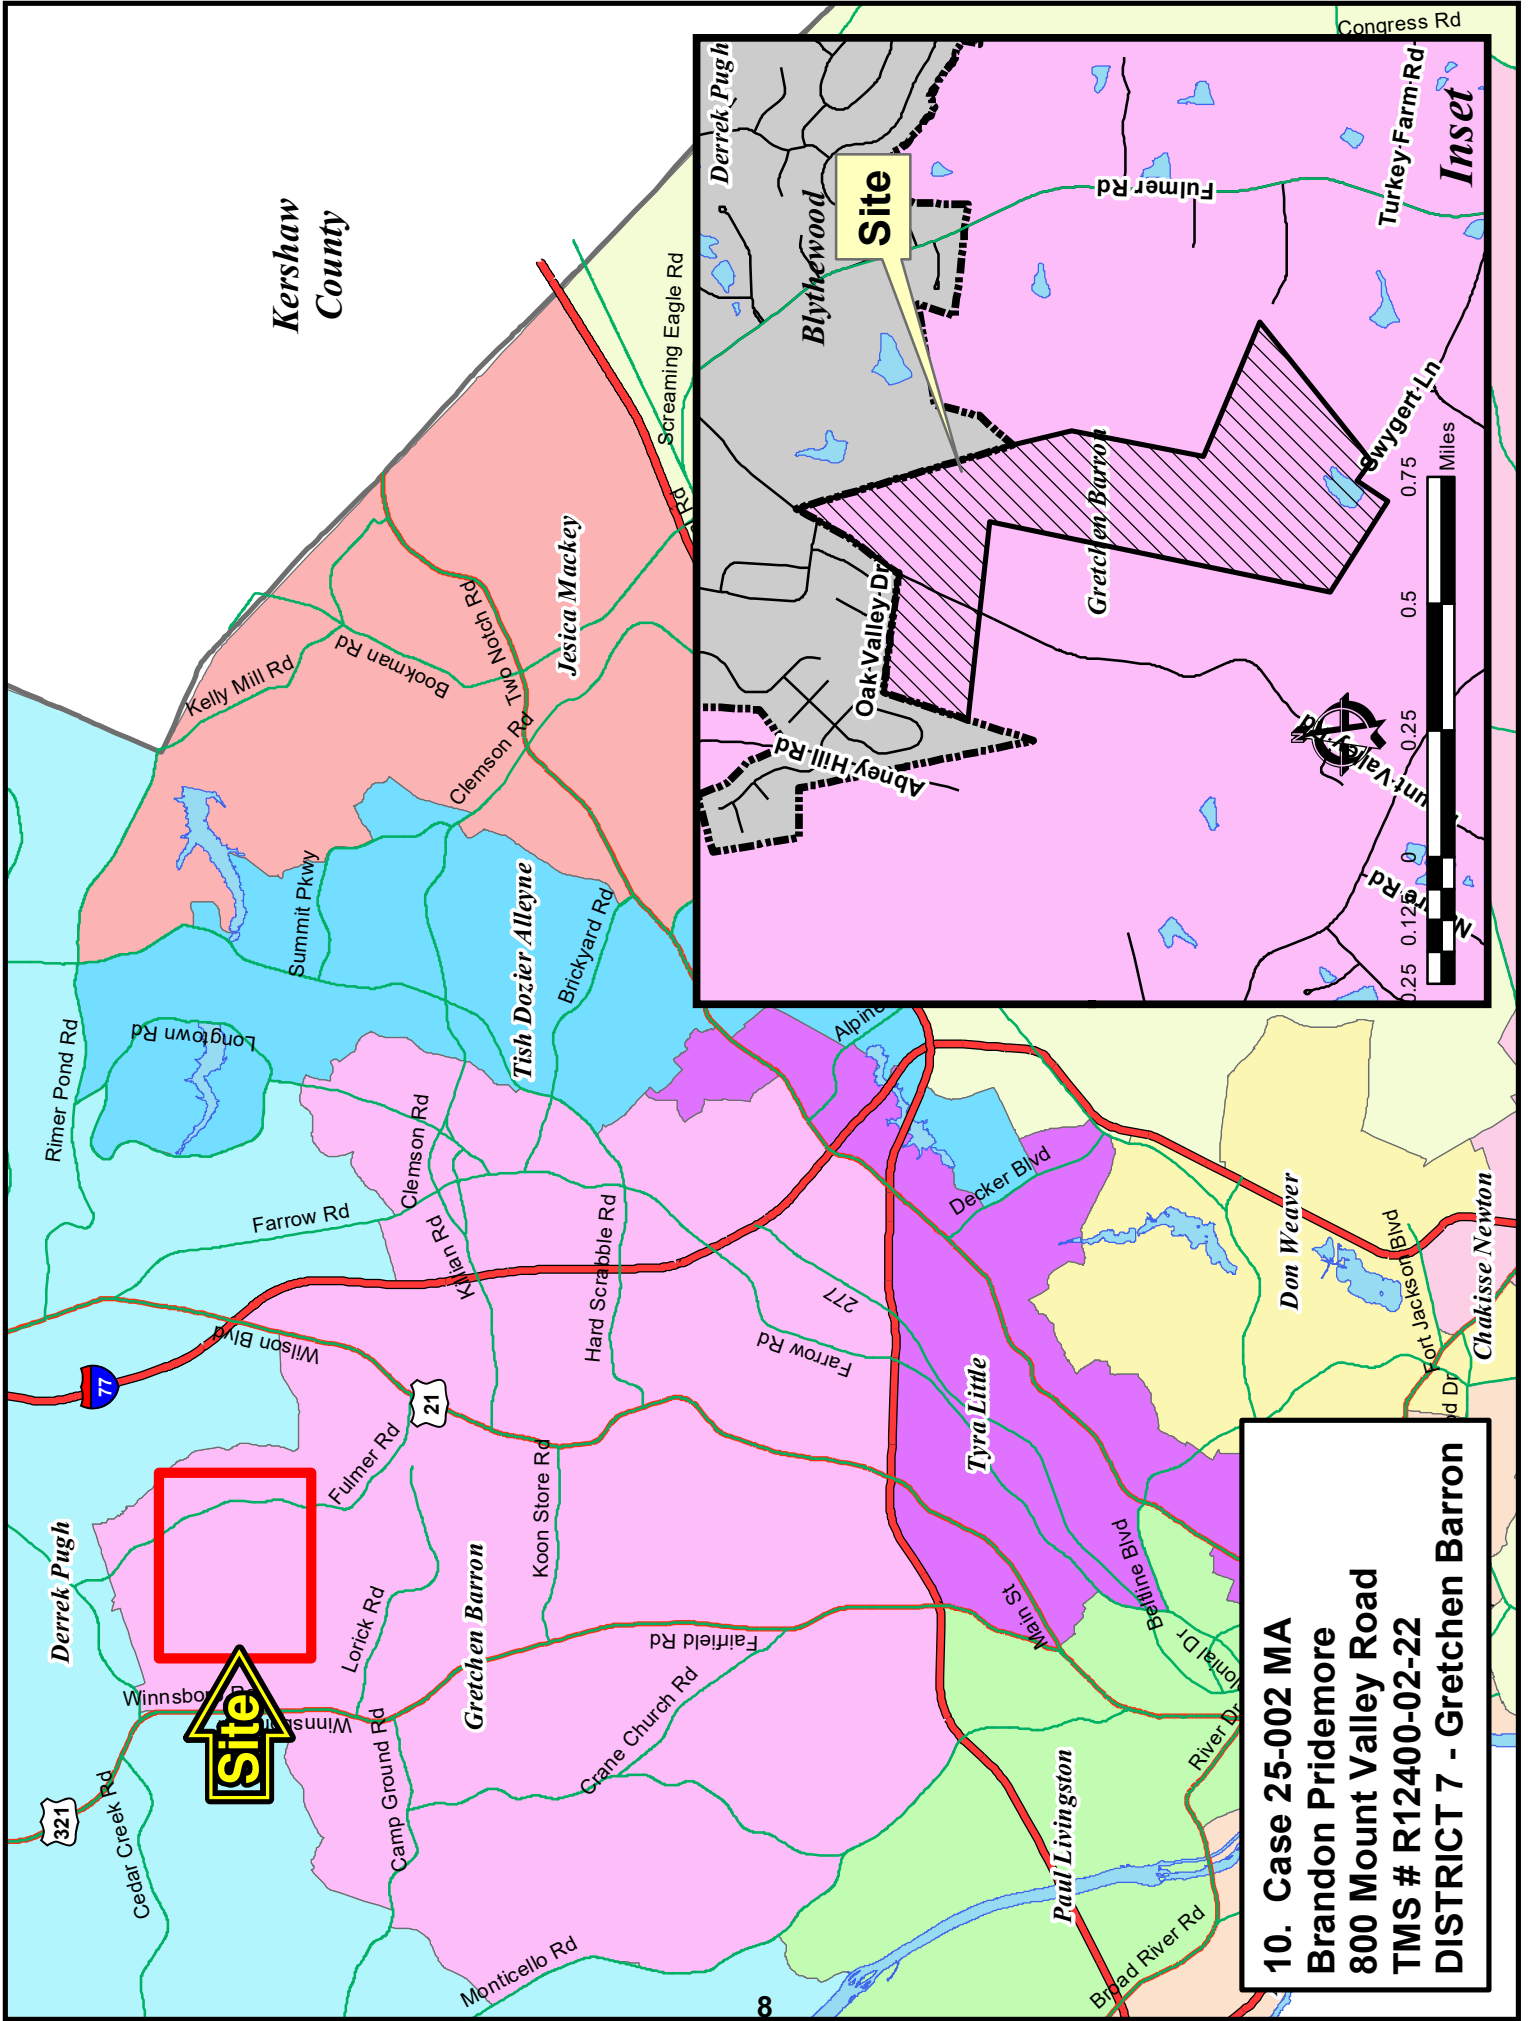 Kershaw
County
Derrek Pugh
Jesica Mackey
Tish Dozier Alleyne
Gretchen Barron
Tyra Little
Don Weaver
Chakisse Newton
Paul Livingston
321
77
21
277
Cedar Creek Rd
Winnsboro Rd
Camp Ground Rd
Monticello Rd
Crane Church Rd
Broad River Rd
River Dr
Fairfield Rd
Lorick Rd
Koon Store Rd
Fulmer Rd
Wilson Blvd
Hard Scrabble Rd
Killian Rd
Clemson Rd
Farrow Rd
Farrow Rd
Rimer Pond Rd
Longtown Rd
Summit Pkwy
Brickyard Rd
Clemson Rd
Two Notch Rd
Kelly Mill Rd
Bookman Rd
Screaming Eagle Rd
Rd
Congress Rd
Alpine
Decker Blvd
Main St
Beltline Blvd
Fort Jackson Blvd
Site
Derrek Pugh
Blythewood
Site
Fulmer Rd
Turkey Farm Rd
Inset
Oak Valley Dr
Abney Hill Rd
Gretchen Barron
Swygert Ln
N
0.25 0.125 0 0.25 0.5 0.75
Miles
10. Case 25-002 MA
Brandon Pridemore
800 Mount Valley Road
TMS # R12400-02-22
DISTRICT 7 - Gretchen Barron
8